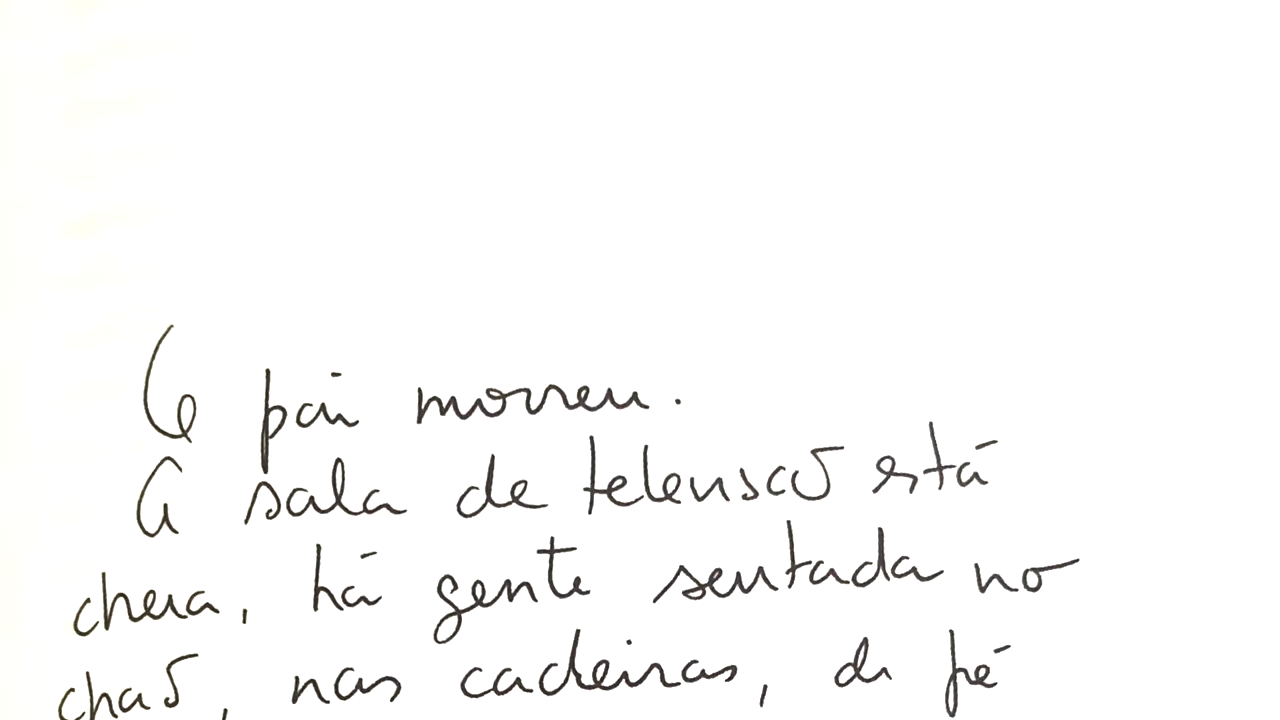 O pai morreu.
A sala de televisão está
cheia, há gente sentada no
chão, nas cadeiras, de pé